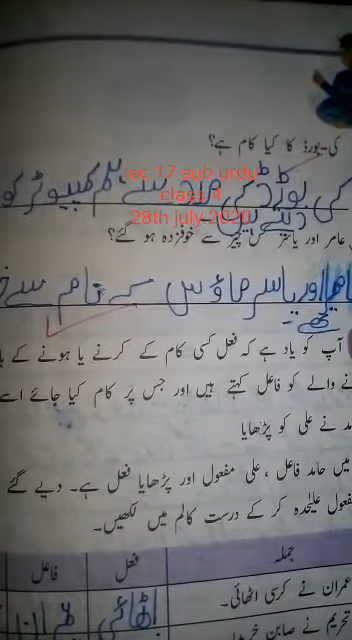 کی۔بورڈ کا کیا کام ہے؟
lec 17 sub urdu
class 4
28th july 2020
کی بورڈ کی مدد سے ہم کمپیوٹر کو
دیتے ہیں۔
عامر اور یاسر کس چیز سے خوفزدہ ہو گئے؟
عامر اور یاسر ماؤس کے نام سے
تھے۔
آپ کو یاد ہے کہ فعل کسی کام کے کرنے یا ہونے کے
نے والے کو فاعل کہتے ہیں اور جس پر کام کیا جائے اسے
مد نے علی کو پڑھایا
میں حامد فاعل ، علی مفعول اور پڑھایا فعل ہے۔ دیے گئے
مفعول علیحدہ کر کے درست کالم میں لکھیں۔
جملہ فعل فاعل
عمران نے کرسی اٹھائی۔ اٹھائی
تحریم نے صابن